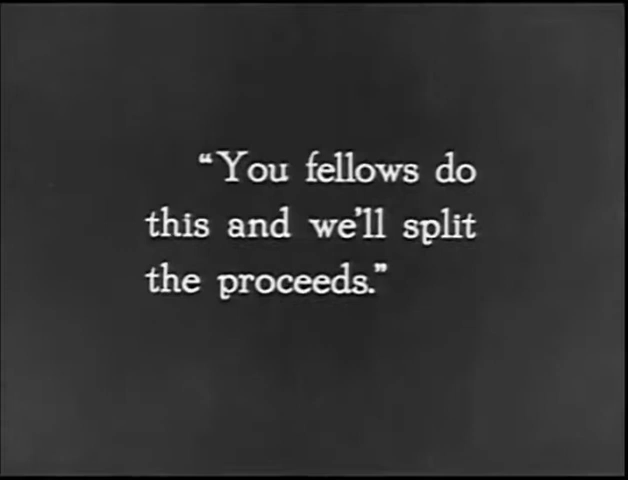 “You fellows do
this and we’ll split
the proceeds.”